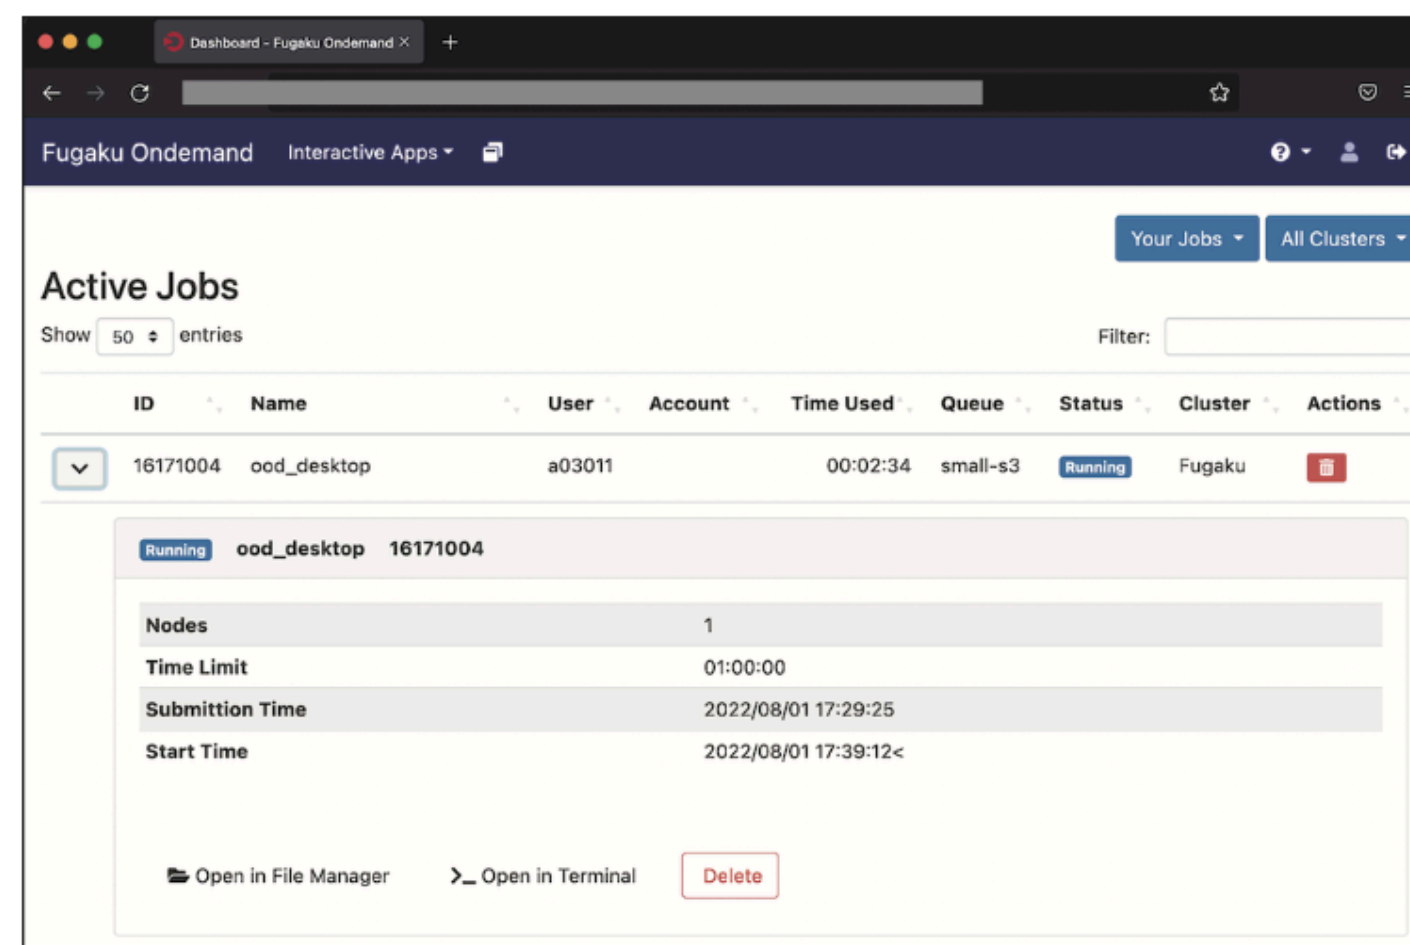 Dashboard - Fugaku Ondemand
Fugaku Ondemand Interactive Apps
Your Jobs All Clusters
Active Jobs
Show 50 entries Filter:
ID Name User Account Time Used Queue Status Cluster Actions
16171004 ood_desktop a03011 00:02:34 small-s3 Running Fugaku
Running ood_desktop 16171004
Nodes 1
Time Limit 01:00:00
Submittion Time 2022/08/01 17:29:25
Start Time 2022/08/01 17:39:12<
Open in File Manager Open in Terminal Delete